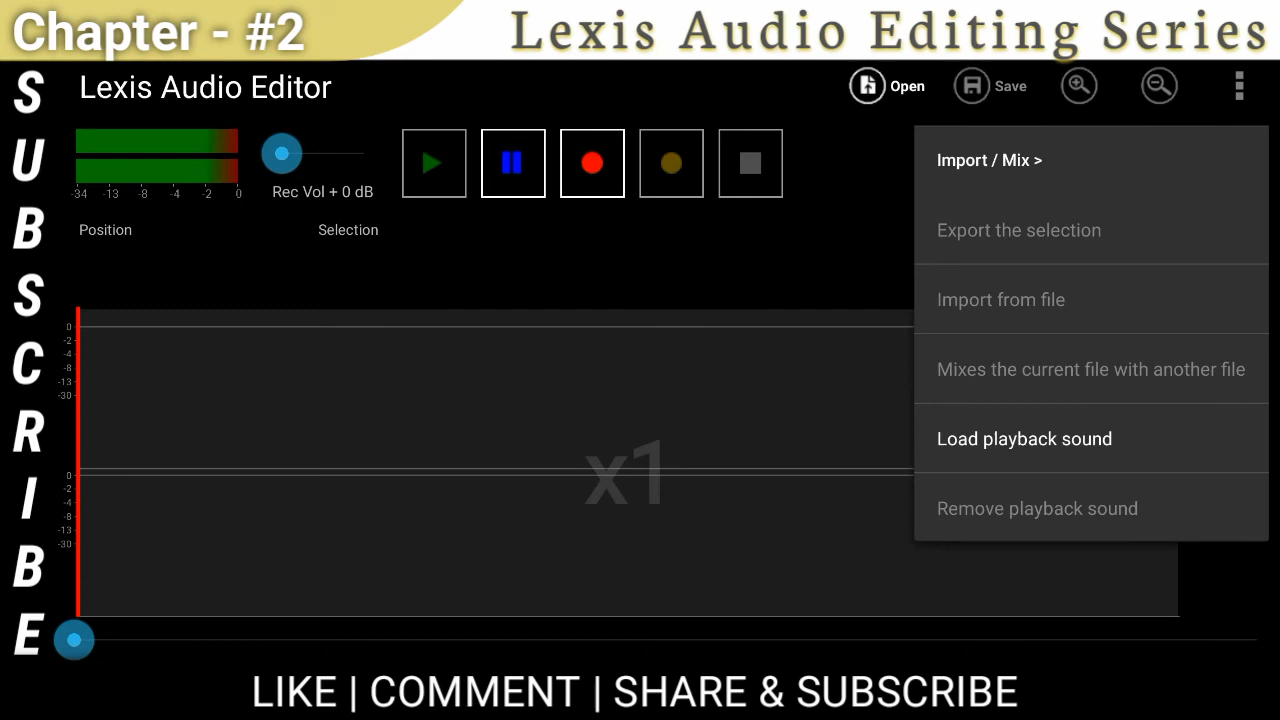 Chapter - #2
Lexis Audio Editing Series
SUBSCRIBE
Lexis Audio Editor
Open
Save
-34 -13 -8 -4 -2 0
Rec Vol + 0 dB
Position
Selection
Import / Mix >
Export the selection
Import from file
Mixes the current file with another file
Load playback sound
Remove playback sound
0
-2
-4
-8
-13
-30
x1
0
-2
-4
-8
-13
-30
LIKE | COMMENT | SHARE & SUBSCRIBE